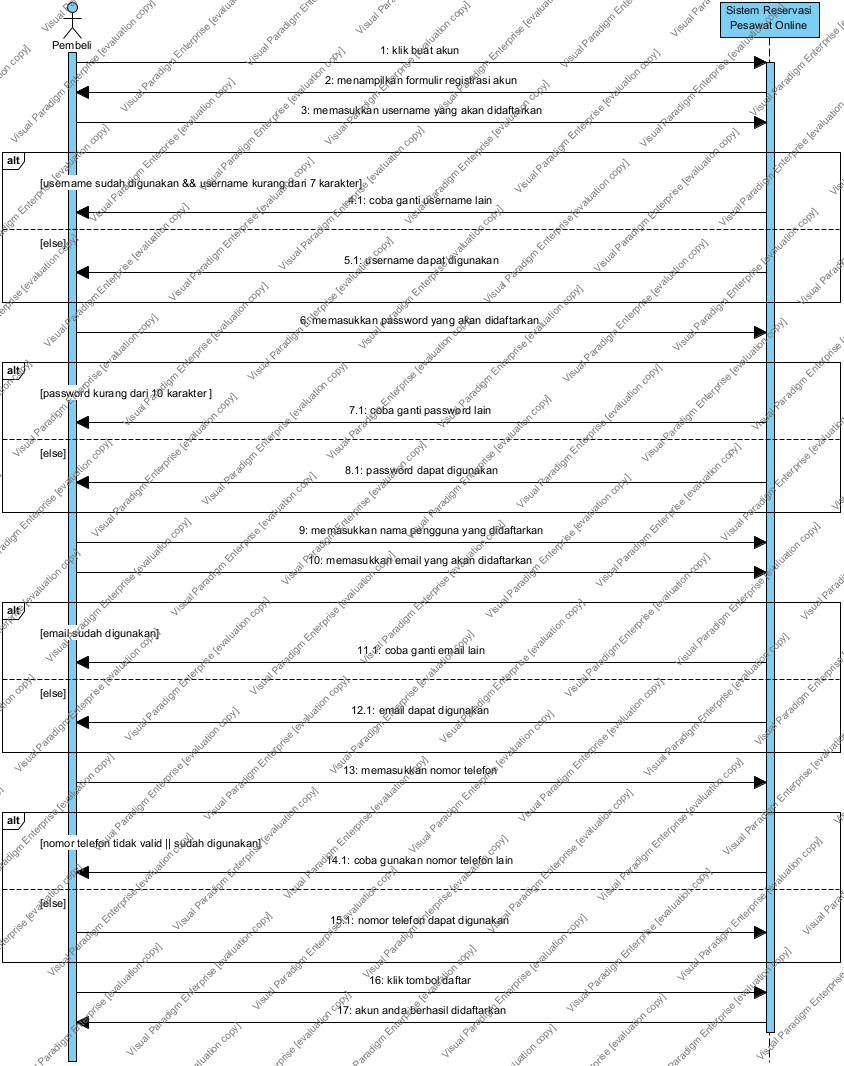 Sistem Reservasi
Pesawat Online
Pembeli
1: klik buat akun
2: menampilkan formulir registrasi akun
3: memasukkan username yang akan didaftarkan
alt
[username sudah digunakan && username kurang dari 7 karakter]
4.1: coba ganti username lain
[else]
5.1: username dapat digunakan
6: memasukkan password yang akan didaftarkan
alt
[password kurang dari 10 karakter ]
7.1: coba ganti password lain
[else]
8.1: password dapat digunakan
9: memasukkan nama pengguna yang didaftarkan
10: memasukkan email yang akan didaftarkan
alt
[email sudah digunakan]
11.1: coba ganti email lain
[else]
12.1: email dapat digunakan
13: memasukkan nomor telefon
alt
[nomor telefon tidak valid || sudah digunakan]
14.1: coba gunakan nomor telefon lain
[else]
15.1: nomor telefon dapat digunakan
16: klik tombol daftar
17: akun anda berhasil didaftarkan
Visual Paradigm Enterprise [evaluation copy]